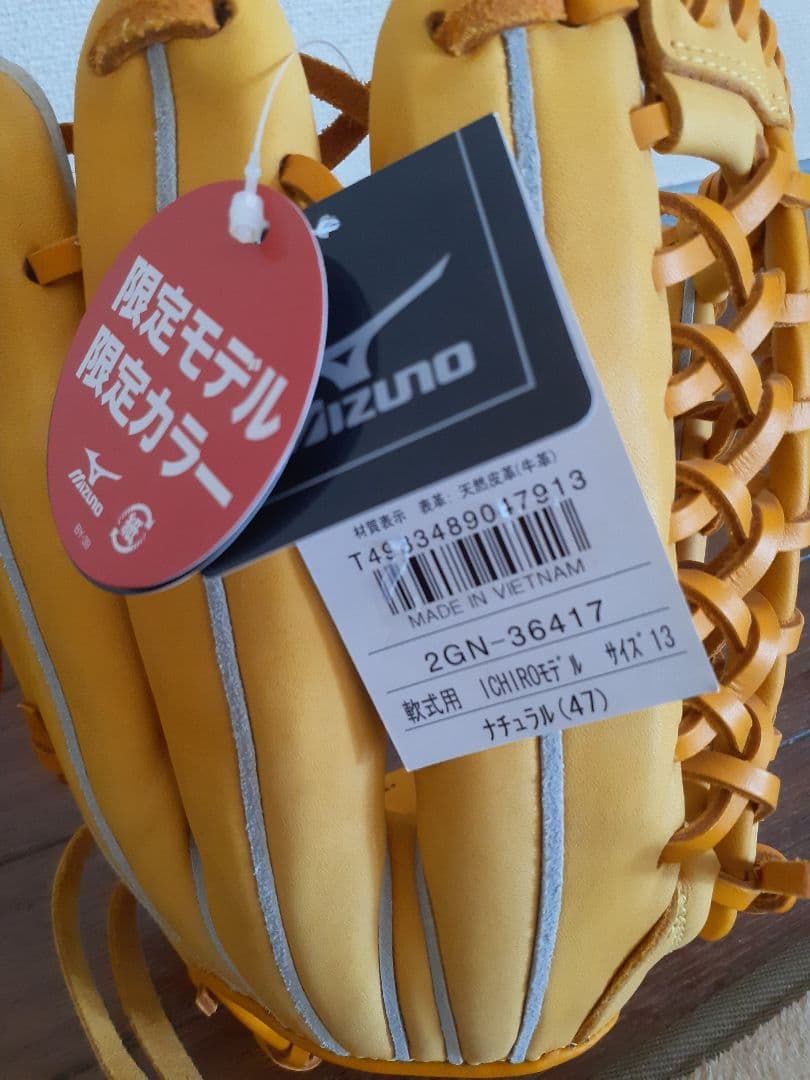 限定モデル
限定カラー
MIZUNO
紙
MIZUNO
材質表示 表革: 天然皮革(牛革)
T4983489047913
MADE IN VIETNAM
2GN-36417
軟式用 ICHIROモデル サイズ13
ナチュラル(47)